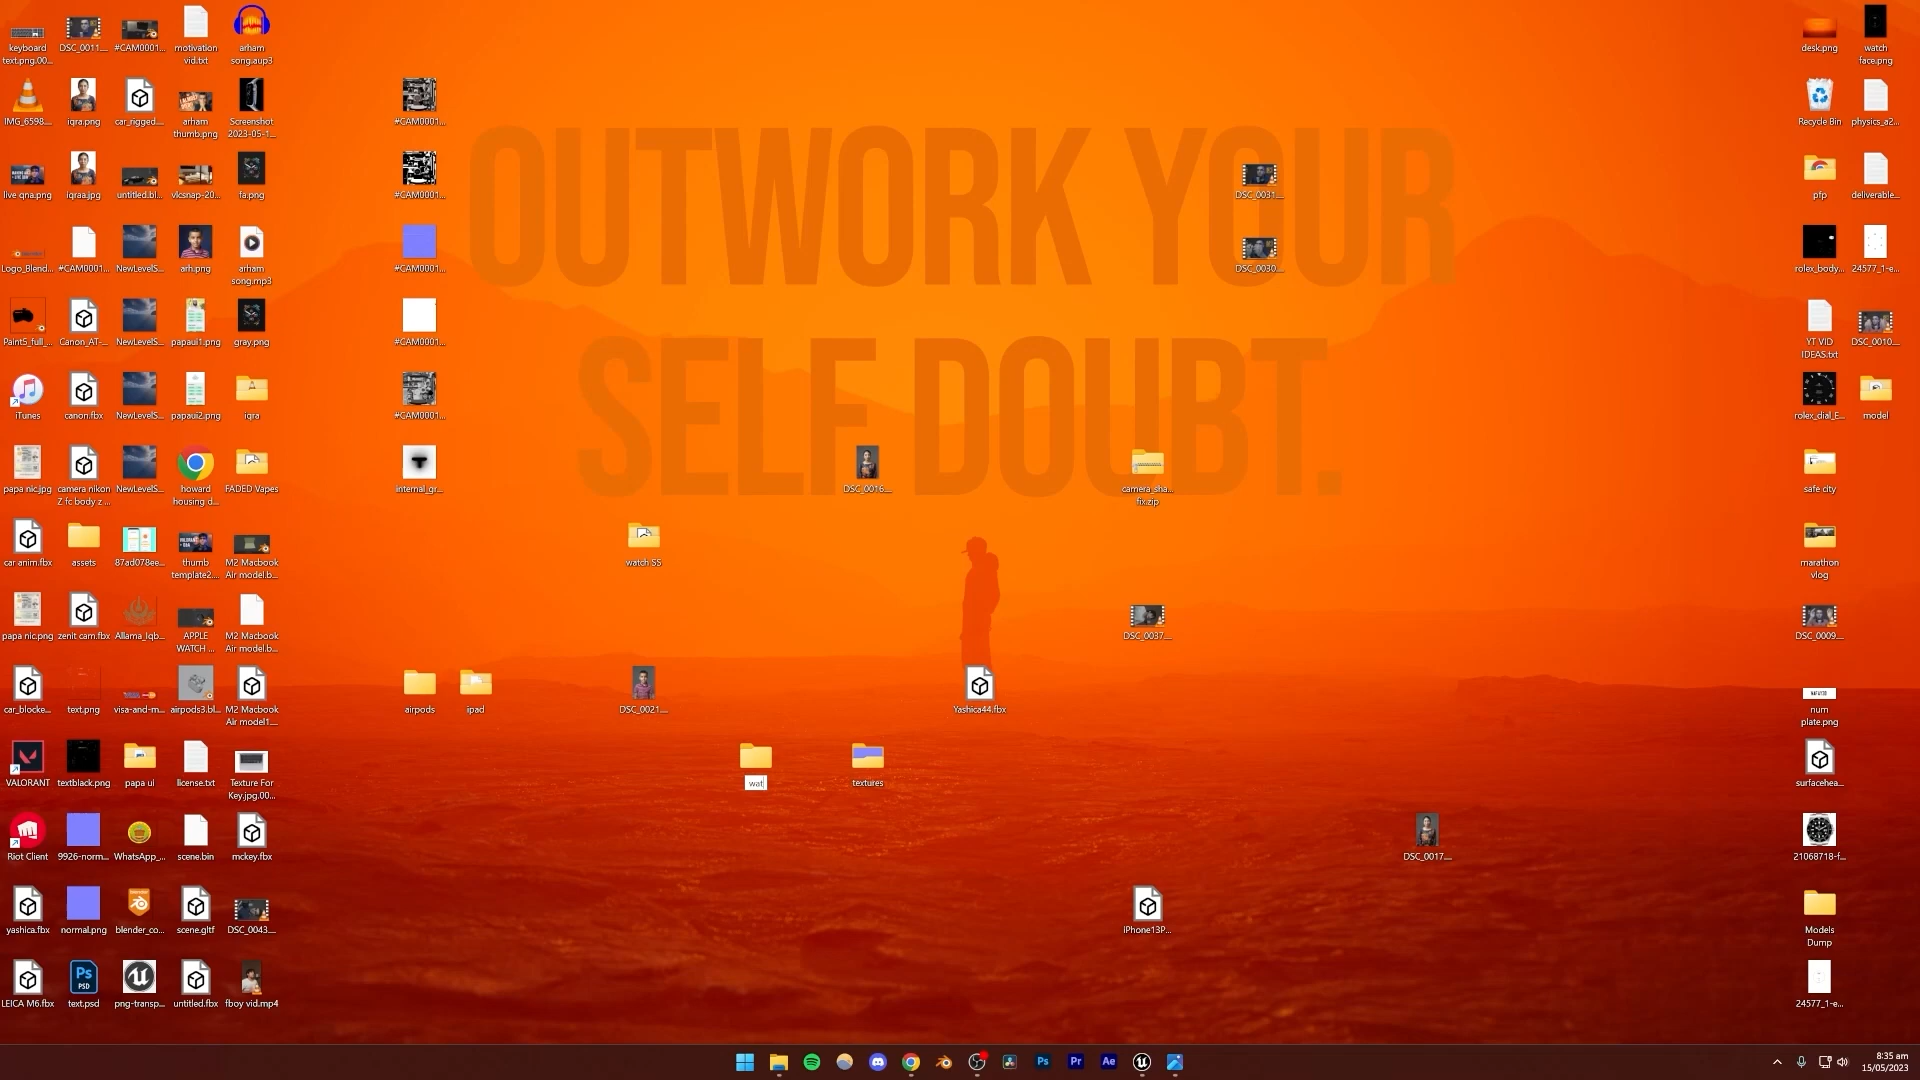 OUTWORK YOUR
SELF DOUBT.
keyboard
text.png.00...
DSC_0011....
#CAM0001...
motivation
vid.txt
arham
song.aup3
IMG_6598....
iqra.png
car_rigged....
arham
thumb.png
Screenshot
2023-05-1...
#CAM0001...
live qna.png
iqraa.jpg
untitled.bl...
vlcsnap-20...
fa.png
#CAM0001...
Logo_Blend...
#CAM0001...
NewLevelS...
arh.png
arham
song.mp3
#CAM0001...
Paint5_full_...
Canon_AT-...
NewLevelS...
papaui1.png
gray.png
#CAM0001...
iTunes
canon.fbx
NewLevelS...
papaui2.png
iqra
#CAM0001...
papa nic.jpg
camera nikon
Z fc body z ...
NewLevelS...
howard
housing d...
FADED Vapes
internal_gr...
car anim.fbx
assets
87ad078ee...
thumb
template2....
M2 Macbook
Air model.b...
papa nic.png
zenit cam.fbx
Allama_Iqb...
APPLE
WATCH ...
M2 Macbook
Air model.b...
car_blocke...
text.png
visa-and-m...
airpods3.bl...
M2 Macbook
Air model1....
airpods
ipad
VALORANT
textblack.png
papa ui
license.txt
Texture For
Key.jpg.00...
Riot Client
9926-norm...
WhatsApp_...
scene.bin
mckey.fbx
yashica.fbx
normal.png
blender_co...
scene.gltf
DSC_0043....
LEICA M6.fbx
Ps
PSD
text.psd
png-transp...
untitled.fbx
fboy vid.mp4
DSC_0031....
DSC_0030....
DSC_0016....
camera_sha...
fix.zip
watch SS
DSC_0037....
DSC_0021....
Yashica44.fbx
wat
textures
DSC_0017....
iPhone13P...
desk.png
watch
face.png
Recycle Bin
physics_a2...
pfp
deliverable...
rolex_body...
24577_1-e...
YT VID
IDEAS.txt
DSC_0010....
rolex_dial_E...
model
safe city
marathon
vlog
DSC_0009....
num
plate.png
surfacehea...
21068718-f...
Models
Dump
24577_1-e...
Ps
Pr
Ae
8:35 am
15/05/2023